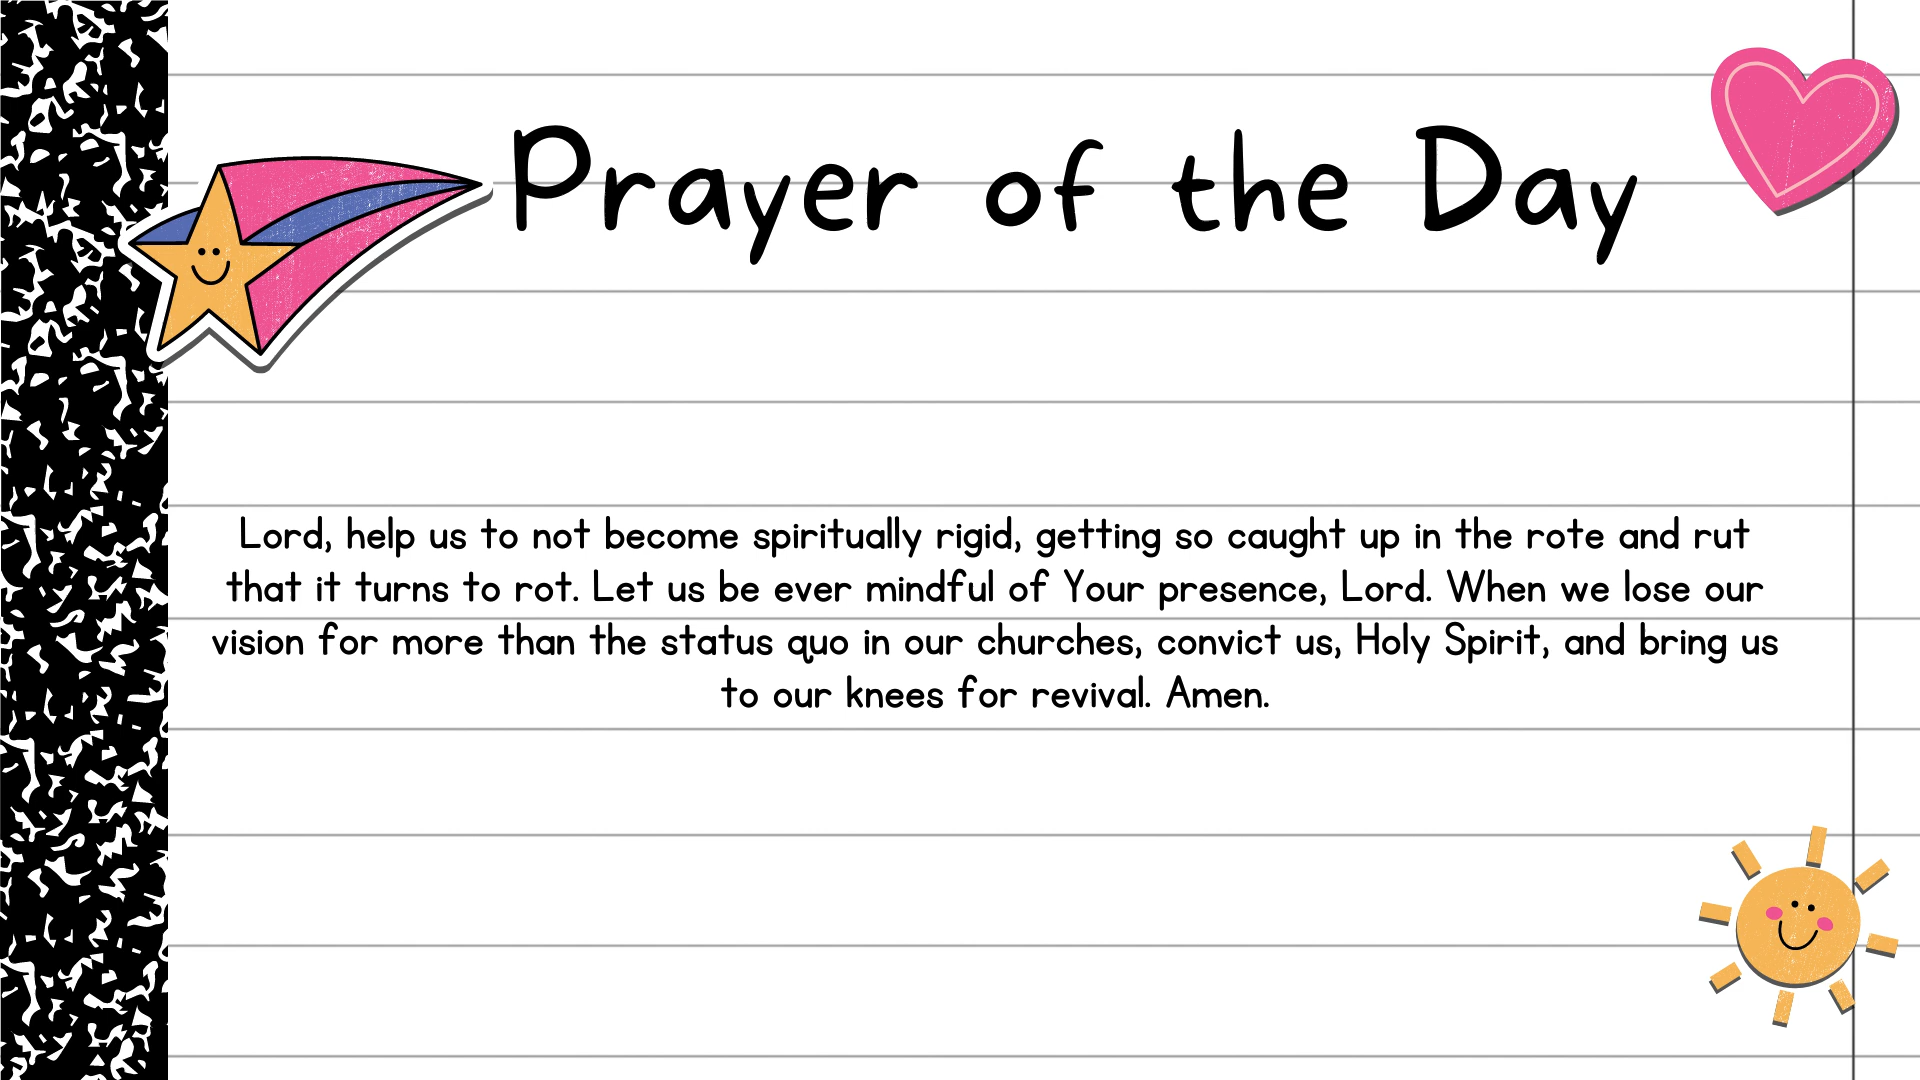 Prayer of the Day
Lord, help us to not become spiritually rigid, getting so caught up in the rote and rut
that it turns to rot. Let us be ever mindful of Your presence, Lord. When we lose our
vision for more than the status quo in our churches, convict us, Holy Spirit, and bring us
to our knees for revival. Amen.